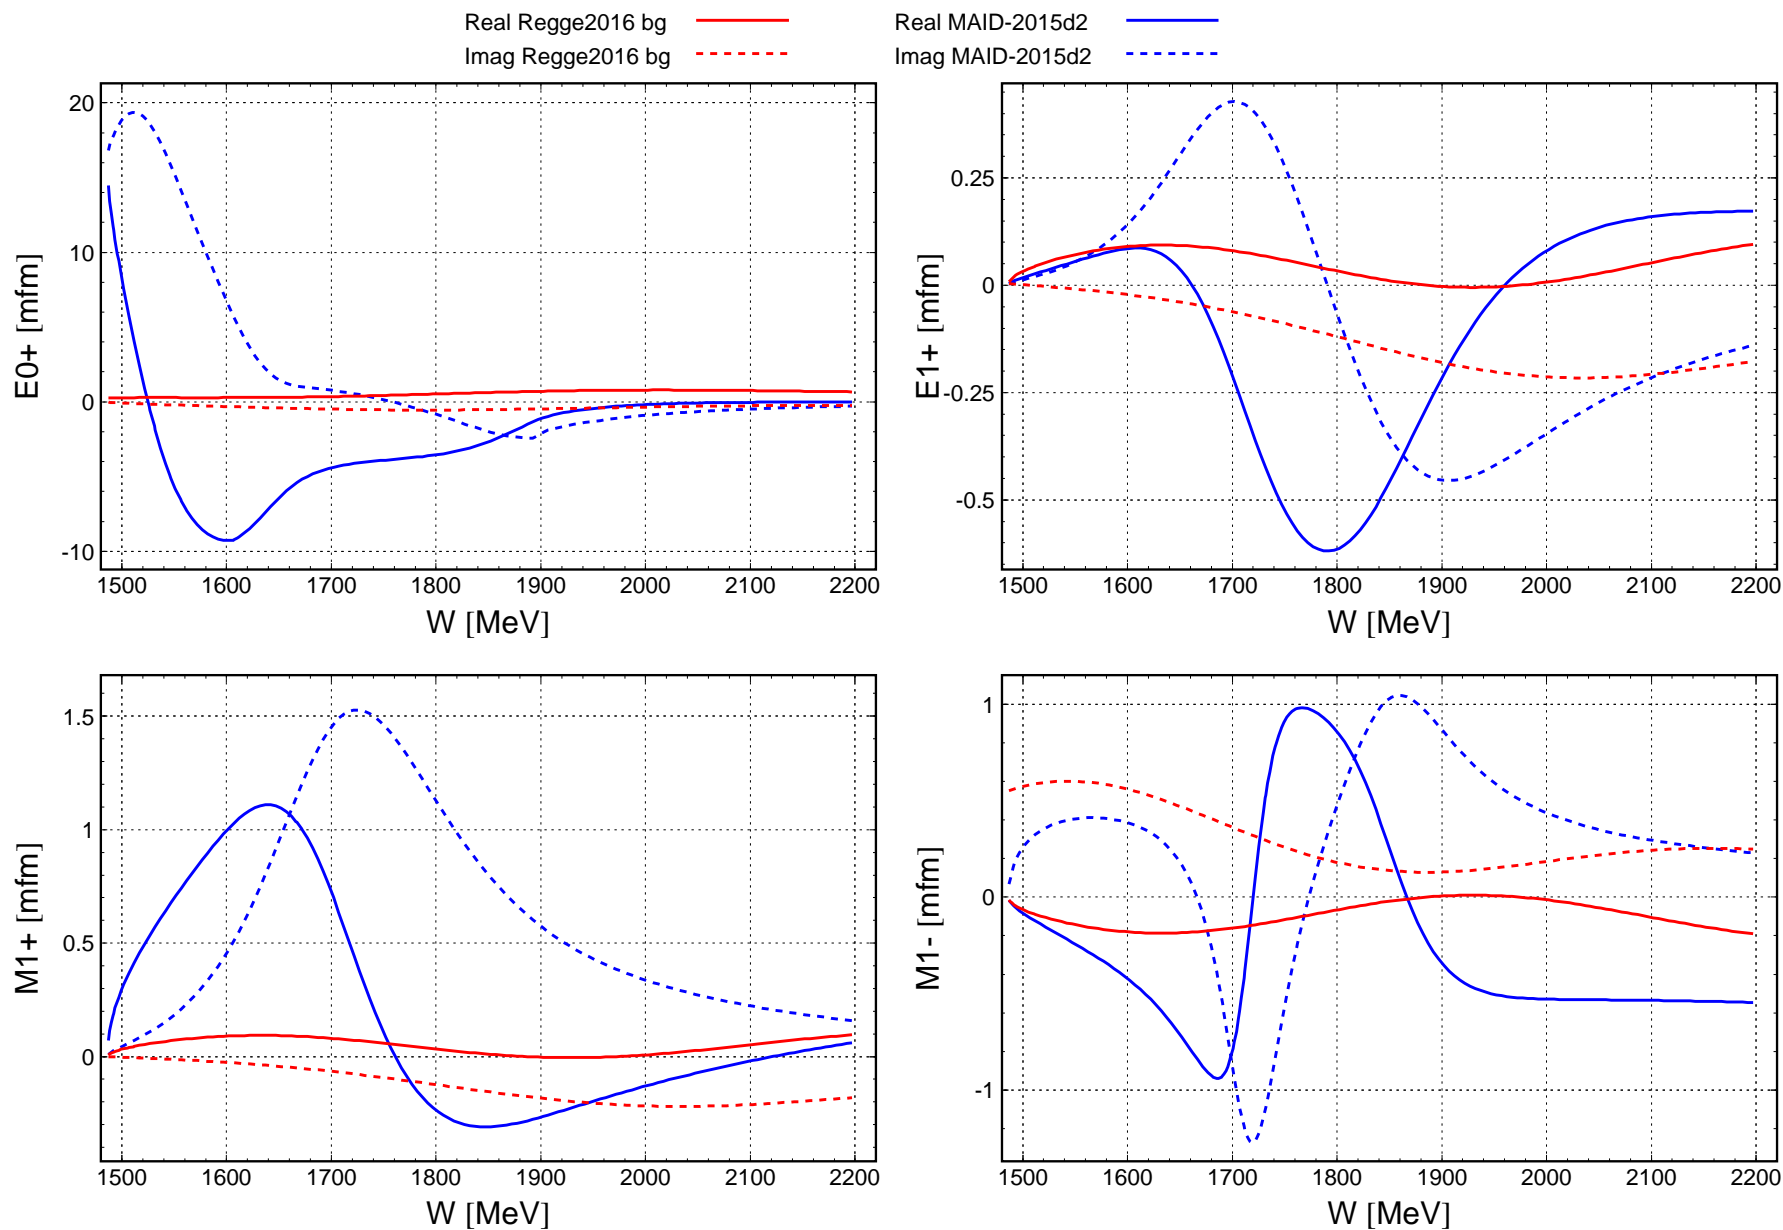 Real Regge2016 bg
Real MAID-2015d2
Imag Regge2016 bg
Imag MAID-2015d2
20
10
0
-10
E0+ [mfm]
1500 1600 1700 1800 1900 2000 2100 2200
W [MeV]
0.25
0
-0.25
-0.5
E1+ [mfm]
1500 1600 1700 1800 1900 2000 2100 2200
W [MeV]
1.5
1
0.5
0
M1+ [mfm]
1500 1600 1700 1800 1900 2000 2100 2200
W [MeV]
1
0
-1
M1- [mfm]
1500 1600 1700 1800 1900 2000 2100 2200
W [MeV]